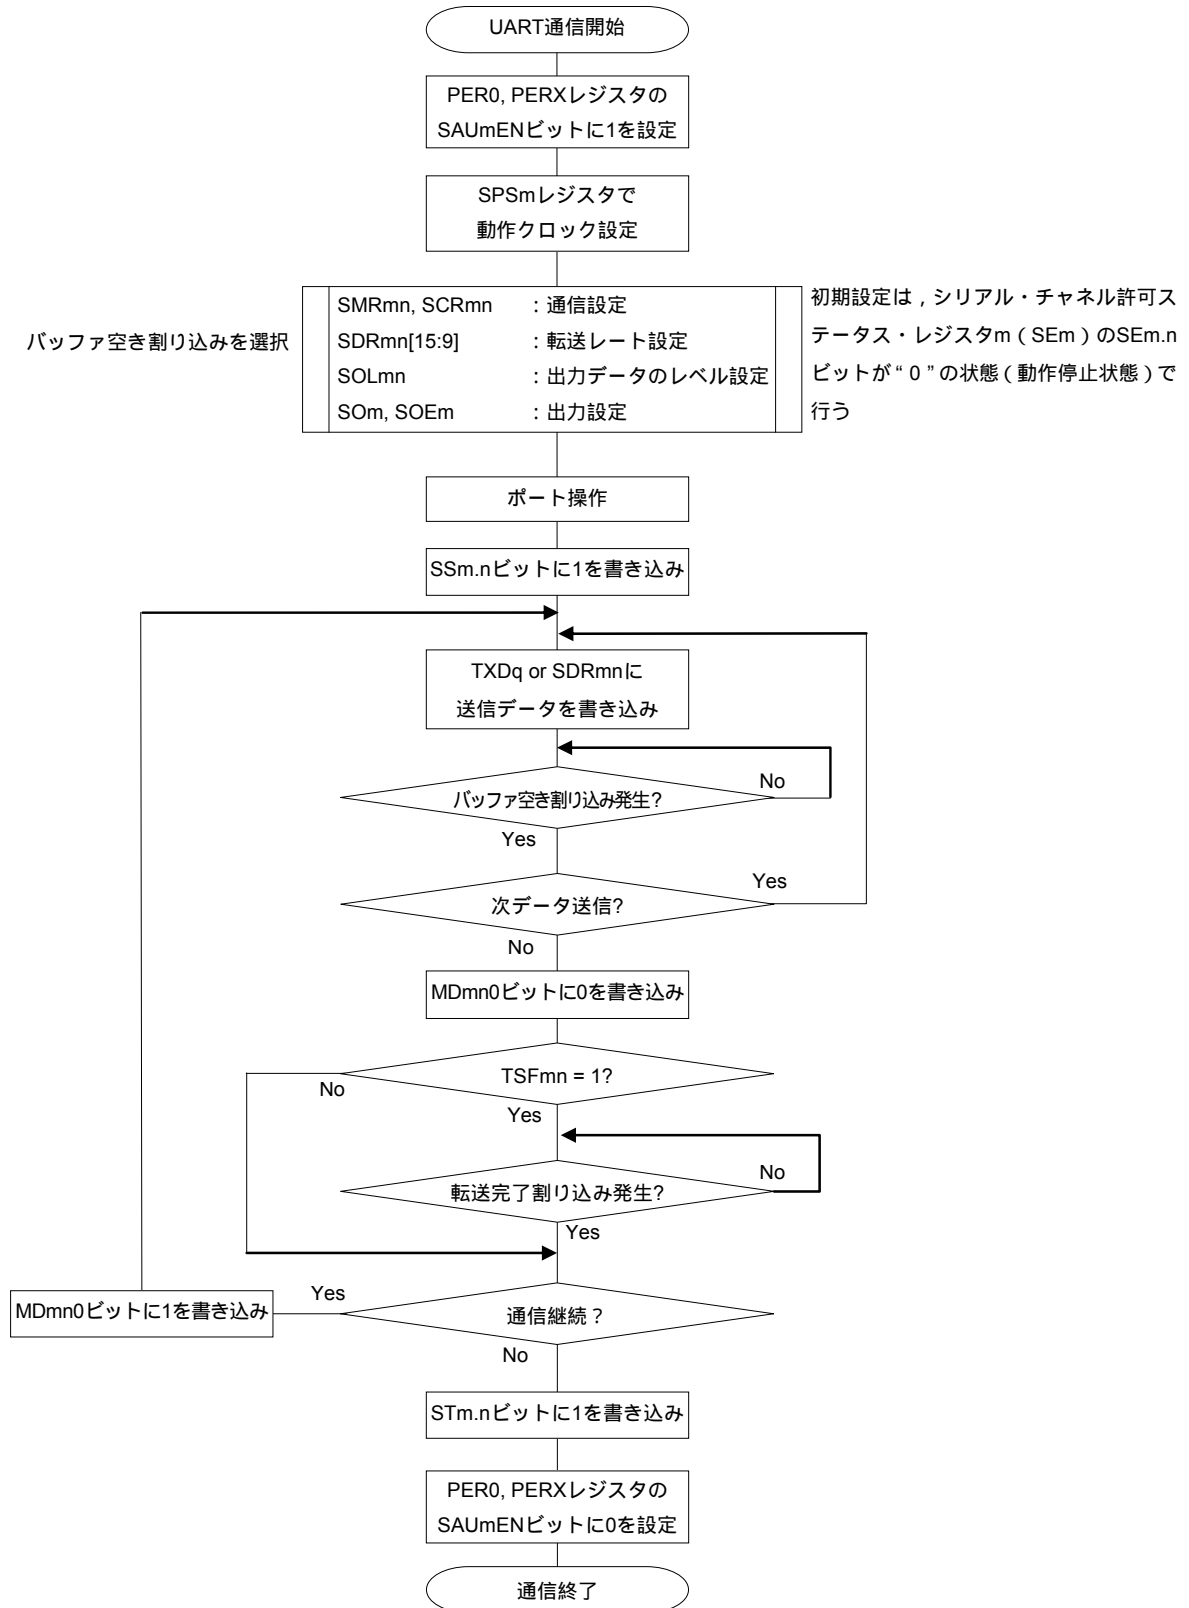 UART通信開始
PER0, PERXレジスタの
SAUmENビットに1を設定
SPSmレジスタで
動作クロック設定
バッファ空き割り込みを選択
SMRmn, SCRmn ：通信設定
SDRmn[15:9] ：転送レート設定
SOLmn ：出力データのレベル設定
SOm, SOEm ：出力設定
初期設定は，シリアル・チャネル許可ス
テータス・レジスタm（SEm）のSEm.n
ビットが“0”の状態（動作停止状態）で
行う
ポート操作
SSm.nビットに1を書き込み
TXDq or SDRmnに
送信データを書き込み
バッファ空き割り込み発生?
No
Yes
次データ送信?
Yes
No
MDmn0ビットに0を書き込み
TSFmn = 1?
No
Yes
転送完了割り込み発生?
No
Yes
通信継続？
Yes
MDmn0ビットに1を書き込み
No
STm.nビットに1を書き込み
PER0, PERXレジスタの
SAUmENビットに0を設定
通信終了